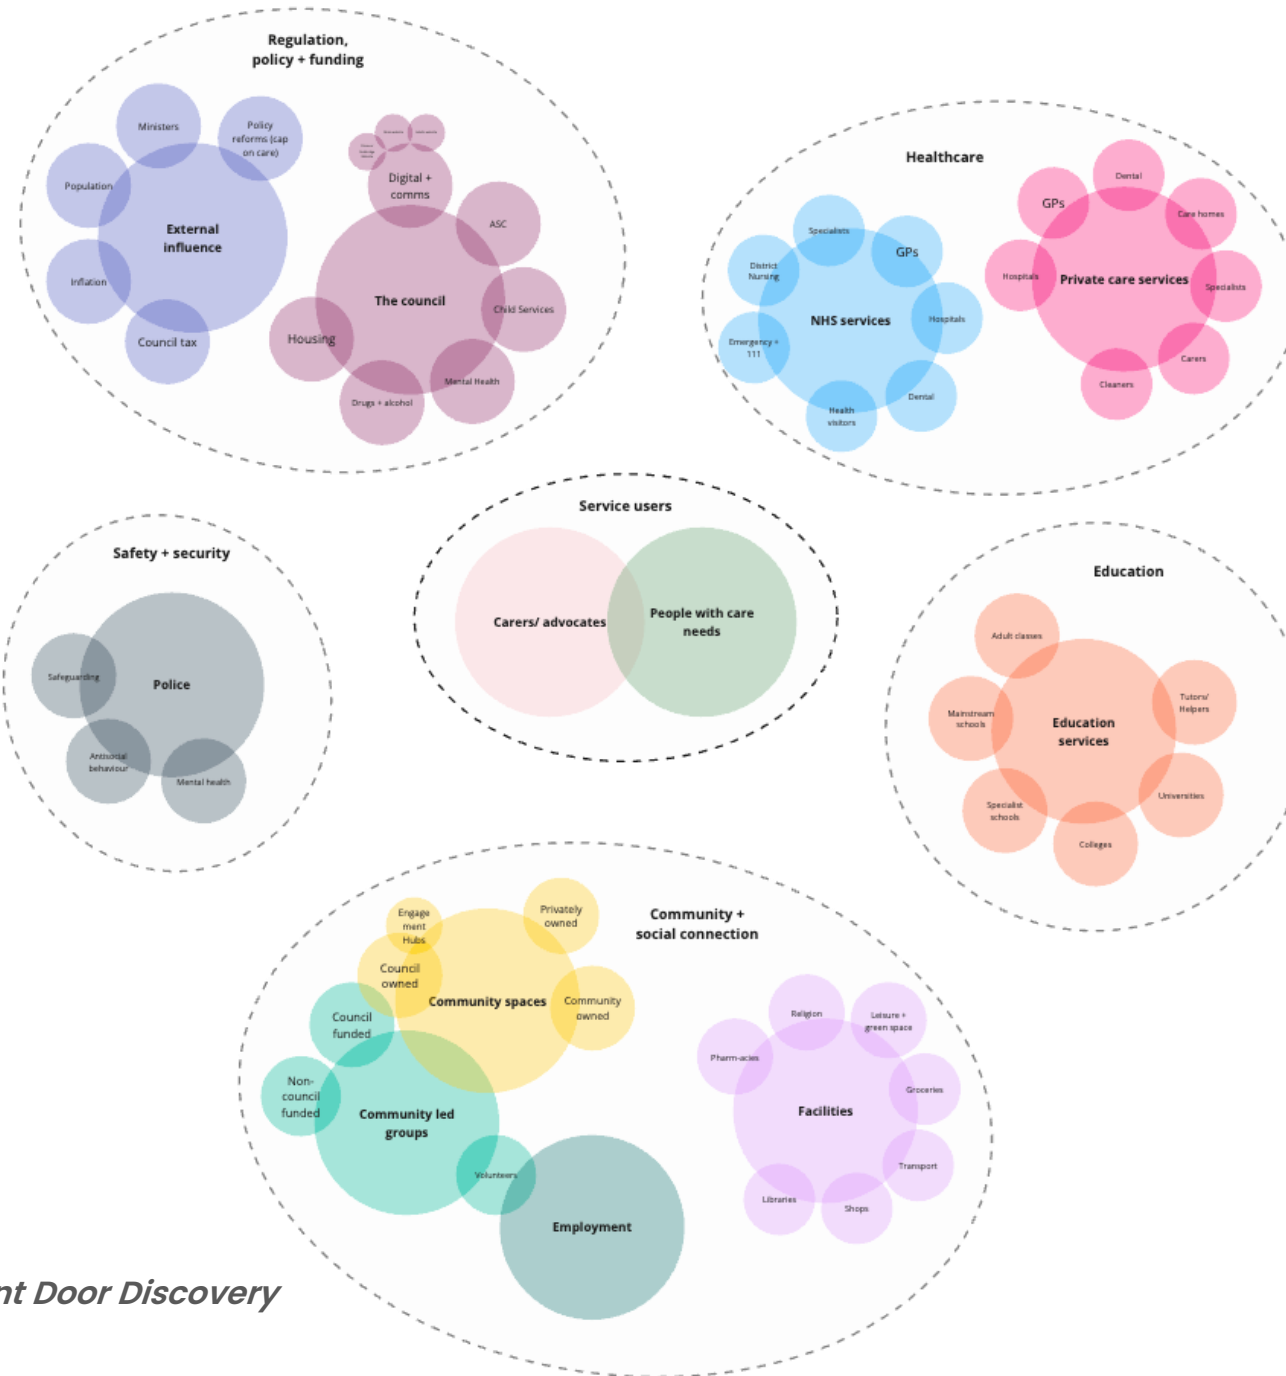 Regulation,
policy + funding
Ministers
Policy
reforms (cap
on care)
Population
External
influence
Inflation
Council tax
Digital +
comms
ASC
The council
Child Services
Housing
Mental Health
Drugs + alcohol
Healthcare
Specialists
GPs
District
Nursing
NHS services
Hospitals
Emergency +
111
Dental
Health
visitors
Dental
GPs
Care homes
Hospitals
Private care services
Specialists
Carers
Cleaners
Service users
Carers/ advocates
People with care
needs
Safety + security
Safeguarding
Police
Antisocial
behaviour
Mental health
Education
Adult classes
Mainstream
schools
Education
services
Tutors/
Helpers
Specialist
schools
Universities
Colleges
Community +
social connection
Engage
ment
Hubs
Privately
owned
Council
owned
Community spaces
Community
owned
Council
funded
Non-
council
funded
Community led
groups
Volunteers
Employment
Religion
Leisure +
green space
Pharm-acies
Groceries
Facilities
Transport
Libraries
Shops
nt Door Discovery